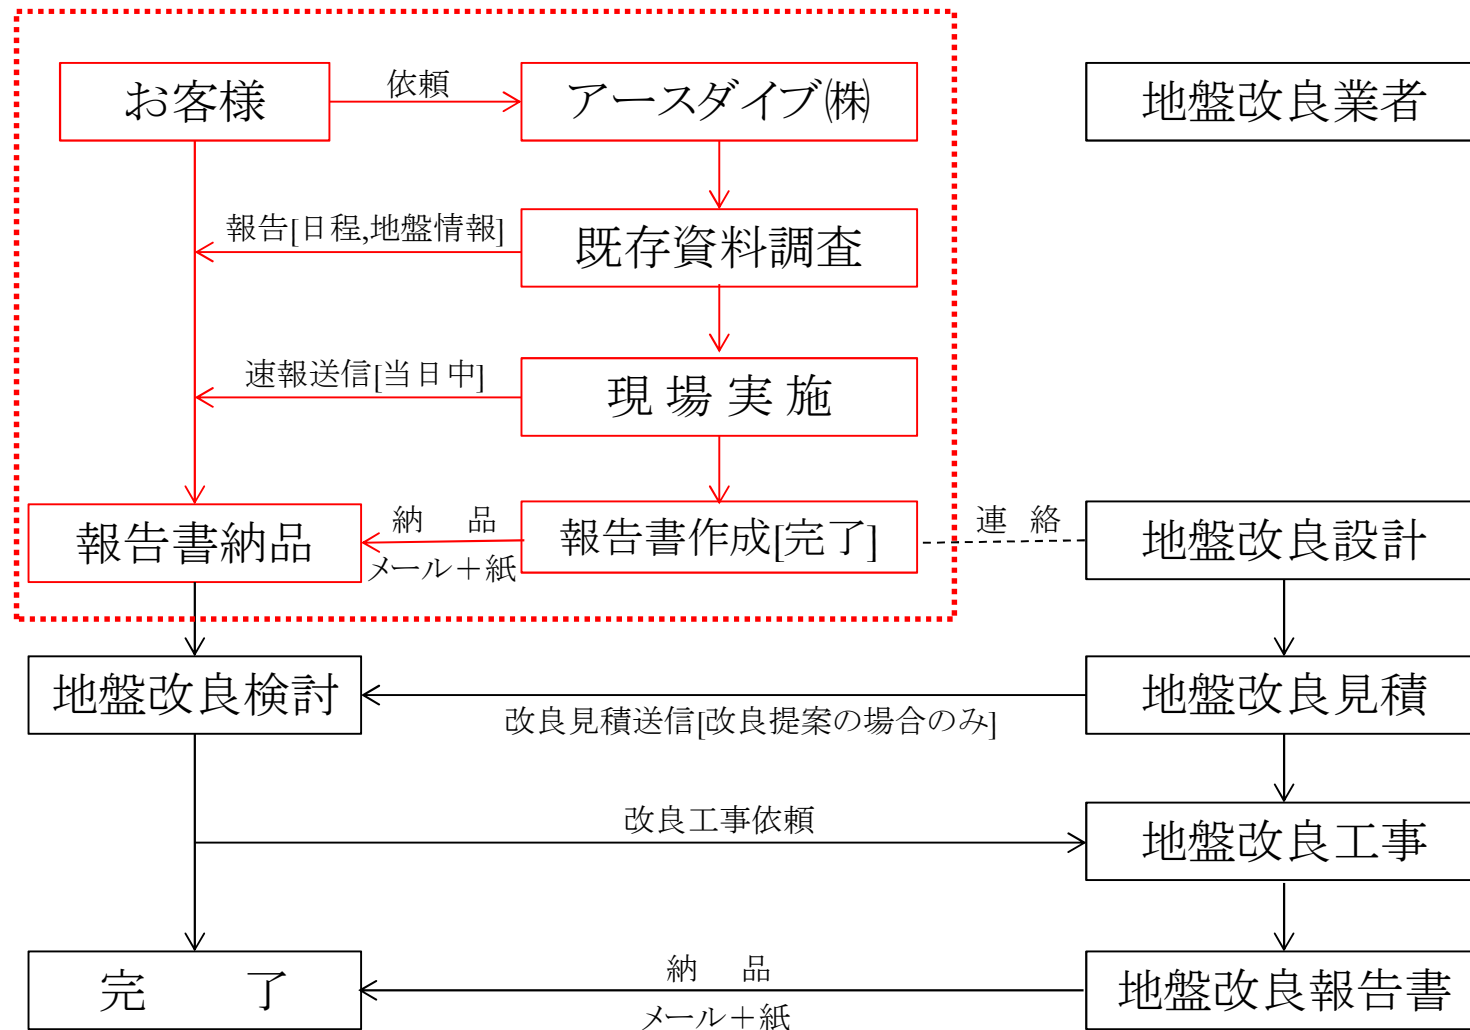 お客様
依頼
アースダイブ㈱
地盤改良業者
報告[日程,地盤情報]
既存資料調査
速報送信[当日中]
現場実施
報告書納品
納　品
メール＋紙
報告書作成[完了]
連絡
地盤改良設計
地盤改良検討
改良見積送信[改良提案の場合のみ]
地盤改良見積
改良工事依頼
地盤改良工事
完　　了
納　品
メール＋紙
地盤改良報告書